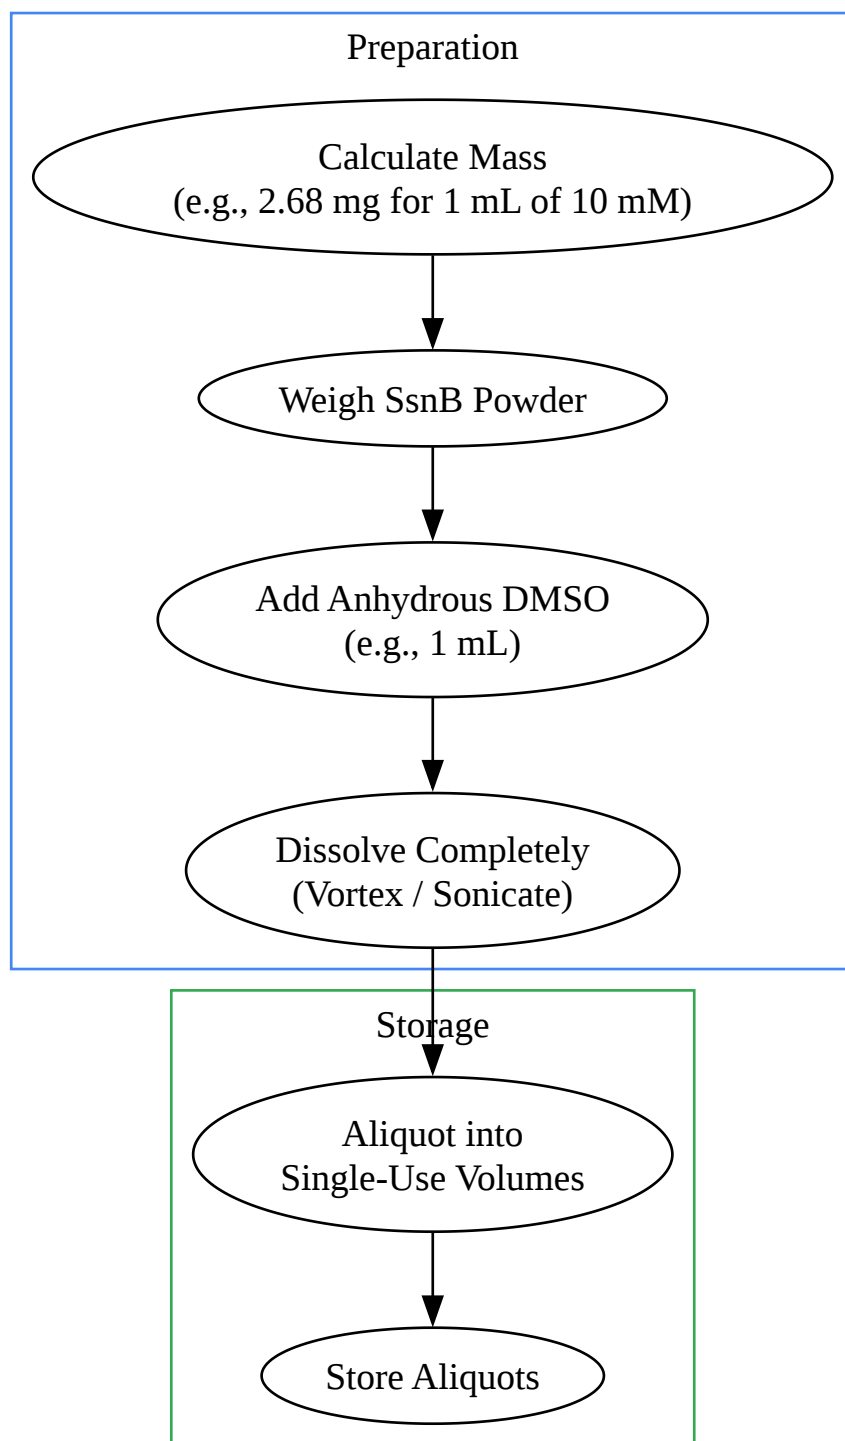 Preparation
Calculate Mass
(e.g., 2.68 mg for 1 mL of 10 mM)
Weigh SsnB Powder
Add Anhydrous DMSO
(e.g., 1 mL)
Dissolve Completely
(Vortex / Sonicate)
Storage
Aliquot into
Single-Use Volumes
Store Aliquots